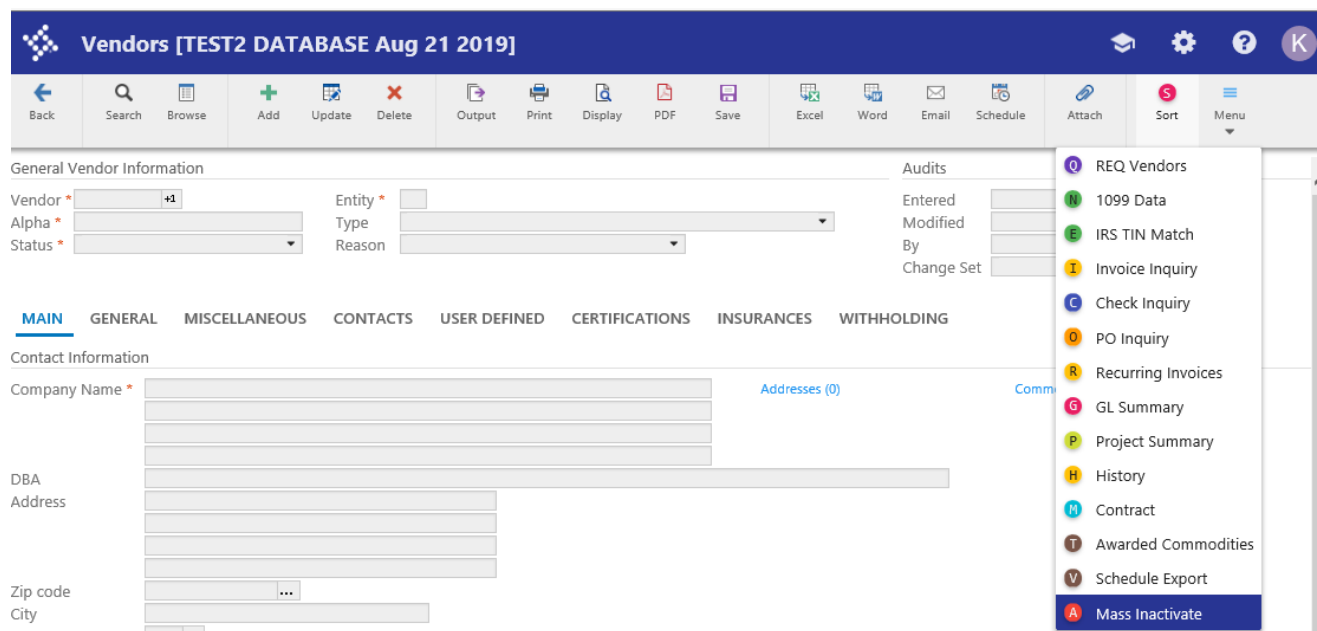 Vendors [TEST2 DATABASE Aug 21 2019] K
Back Search Browse Add Update Delete Output Print Display PDF Save Excel Word Email Schedule Attach S Sort Menu
General Vendor Information Audits
Vendor * +1 Entity * Entered
Alpha * Type Modified
Status * Reason By
Change Set
MAIN GENERAL MISCELLANEOUS CONTACTS USER DEFINED CERTIFICATIONS INSURANCES WITHHOLDING
Contact Information
Company Name * Addresses (0) Comm
DBA
Address
Zip code ...
City
Q REQ Vendors
N 1099 Data
E IRS TIN Match
I Invoice Inquiry
C Check Inquiry
O PO Inquiry
R Recurring Invoices
G GL Summary
P Project Summary
H History
M Contract
T Awarded Commodities
V Schedule Export
A Mass Inactivate